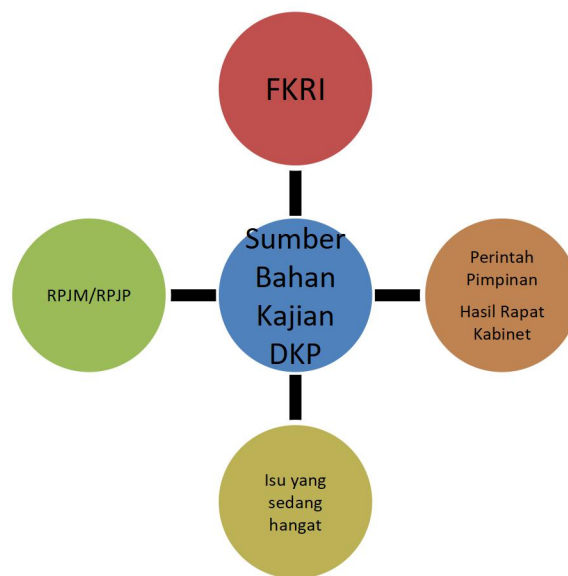 FKRI
Sumber
Bahan
Kajian
DKP
RPJM/RPJP
Perintah
Pimpinan
Hasil Rapat
Kabinet
Isu yang
sedang
hangat